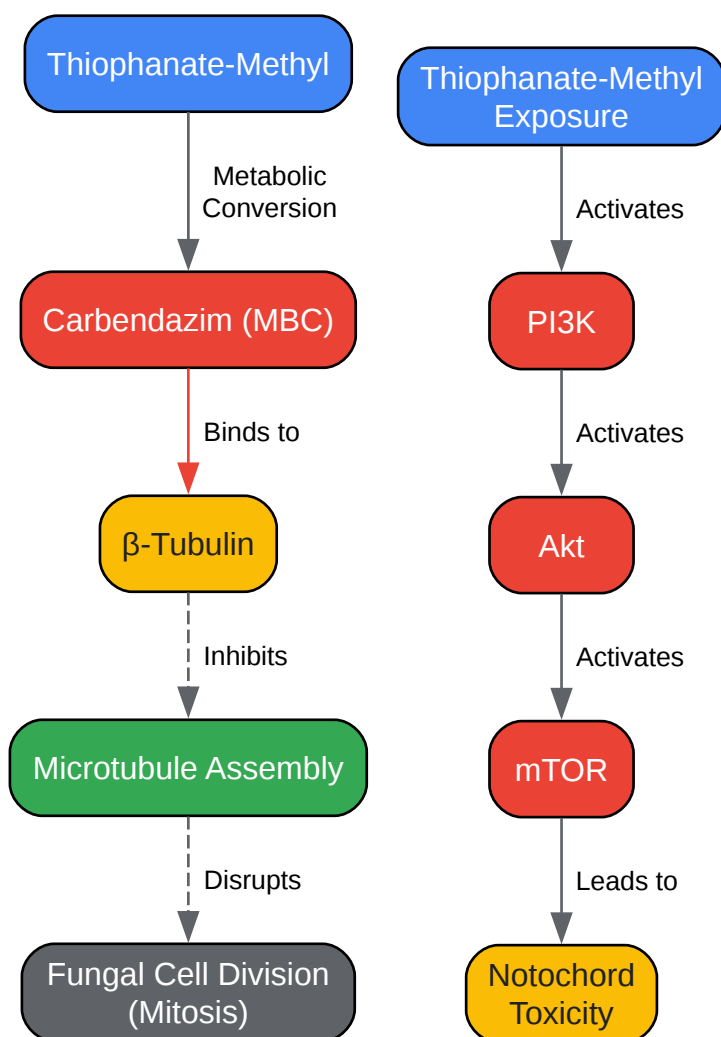 Thiophanate-Methyl
Metabolic
Conversion
Carbendazim (MBC)
Binds to
β-Tubulin
Inhibits
Microtubule Assembly
Disrupts
Fungal Cell Division
(Mitosis)
Thiophanate-Methyl
Exposure
Activates
PI3K
Activates
Akt
Activates
mTOR
Leads to
Notochord
Toxicity